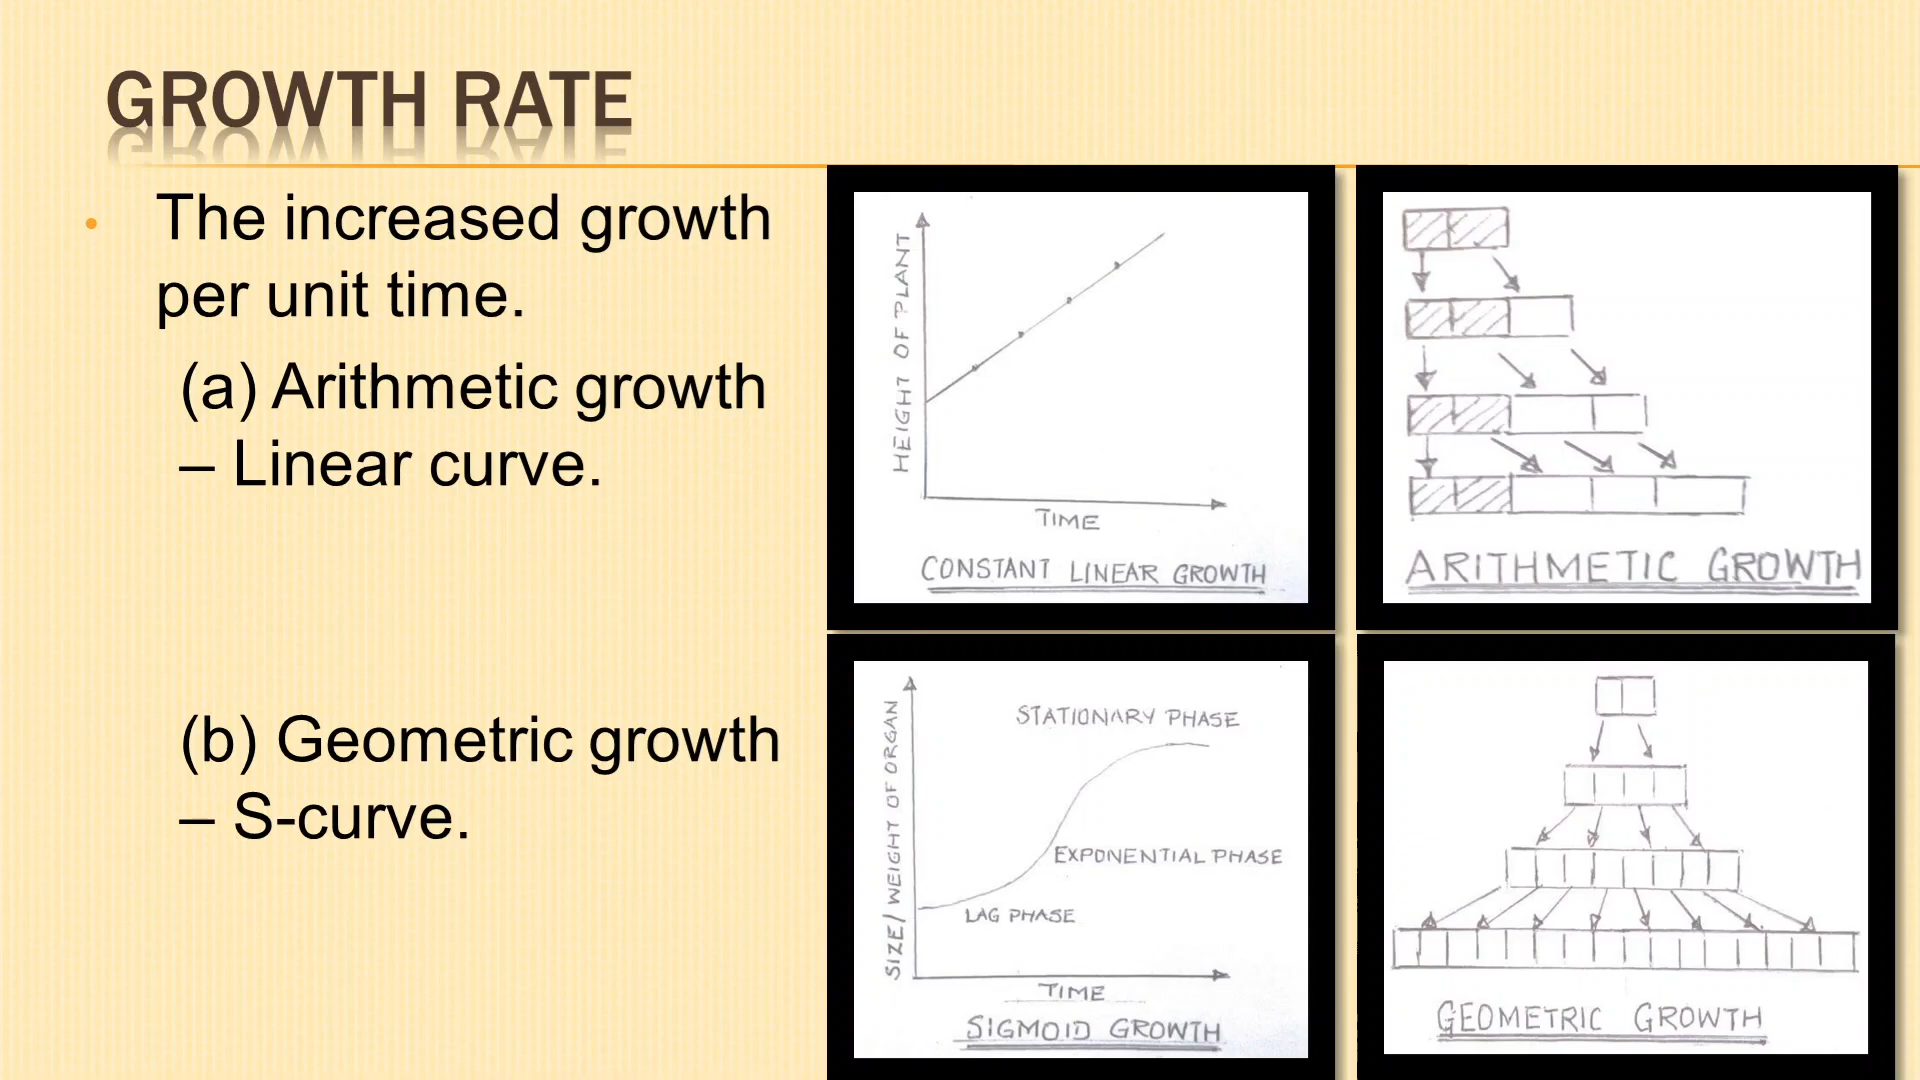 GROWTH RATE
• The increased growth
per unit time.
(a) Arithmetic growth
– Linear curve.
(b) Geometric growth
– S-curve.
HEIGHT OF PLANT
TIME
CONSTANT LINEAR GROWTH
ARITHMETIC GROWTH
SIZE/WEIGHT OF ORGAN
STATIONARY PHASE
EXPONENTIAL PHASE
LAG PHASE
TIME
SIGMOID GROWTH
GEOMETRIC GROWTH